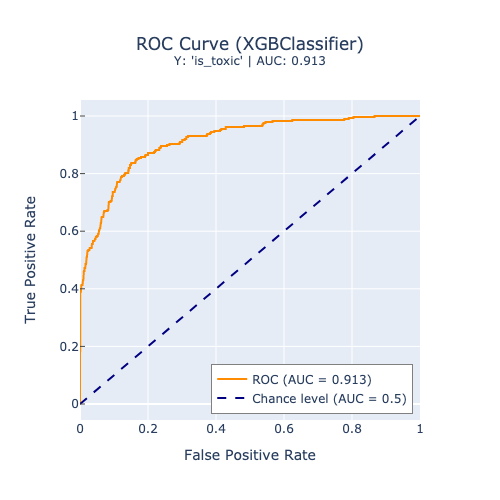 ROC Curve (XGBClassifier)
Y: 'is_toxic' | AUC: 0.913
True Positive Rate
1
0.8
0.6
0.4
0.2
0
ROC (AUC = 0.913)
Chance level (AUC = 0.5)
0 0.2 0.4 0.6 0.8 1
False Positive Rate